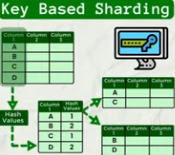 Key Based Sharding
Column 1 Column 2 Column 3
A
B
C
D
Hash Values
Column 1 Hash Values
A 1
B 2
C 1
D 2
Column 1 Column 2 Column 3
A
C
Column 1 Column 2 Column 3
B
D